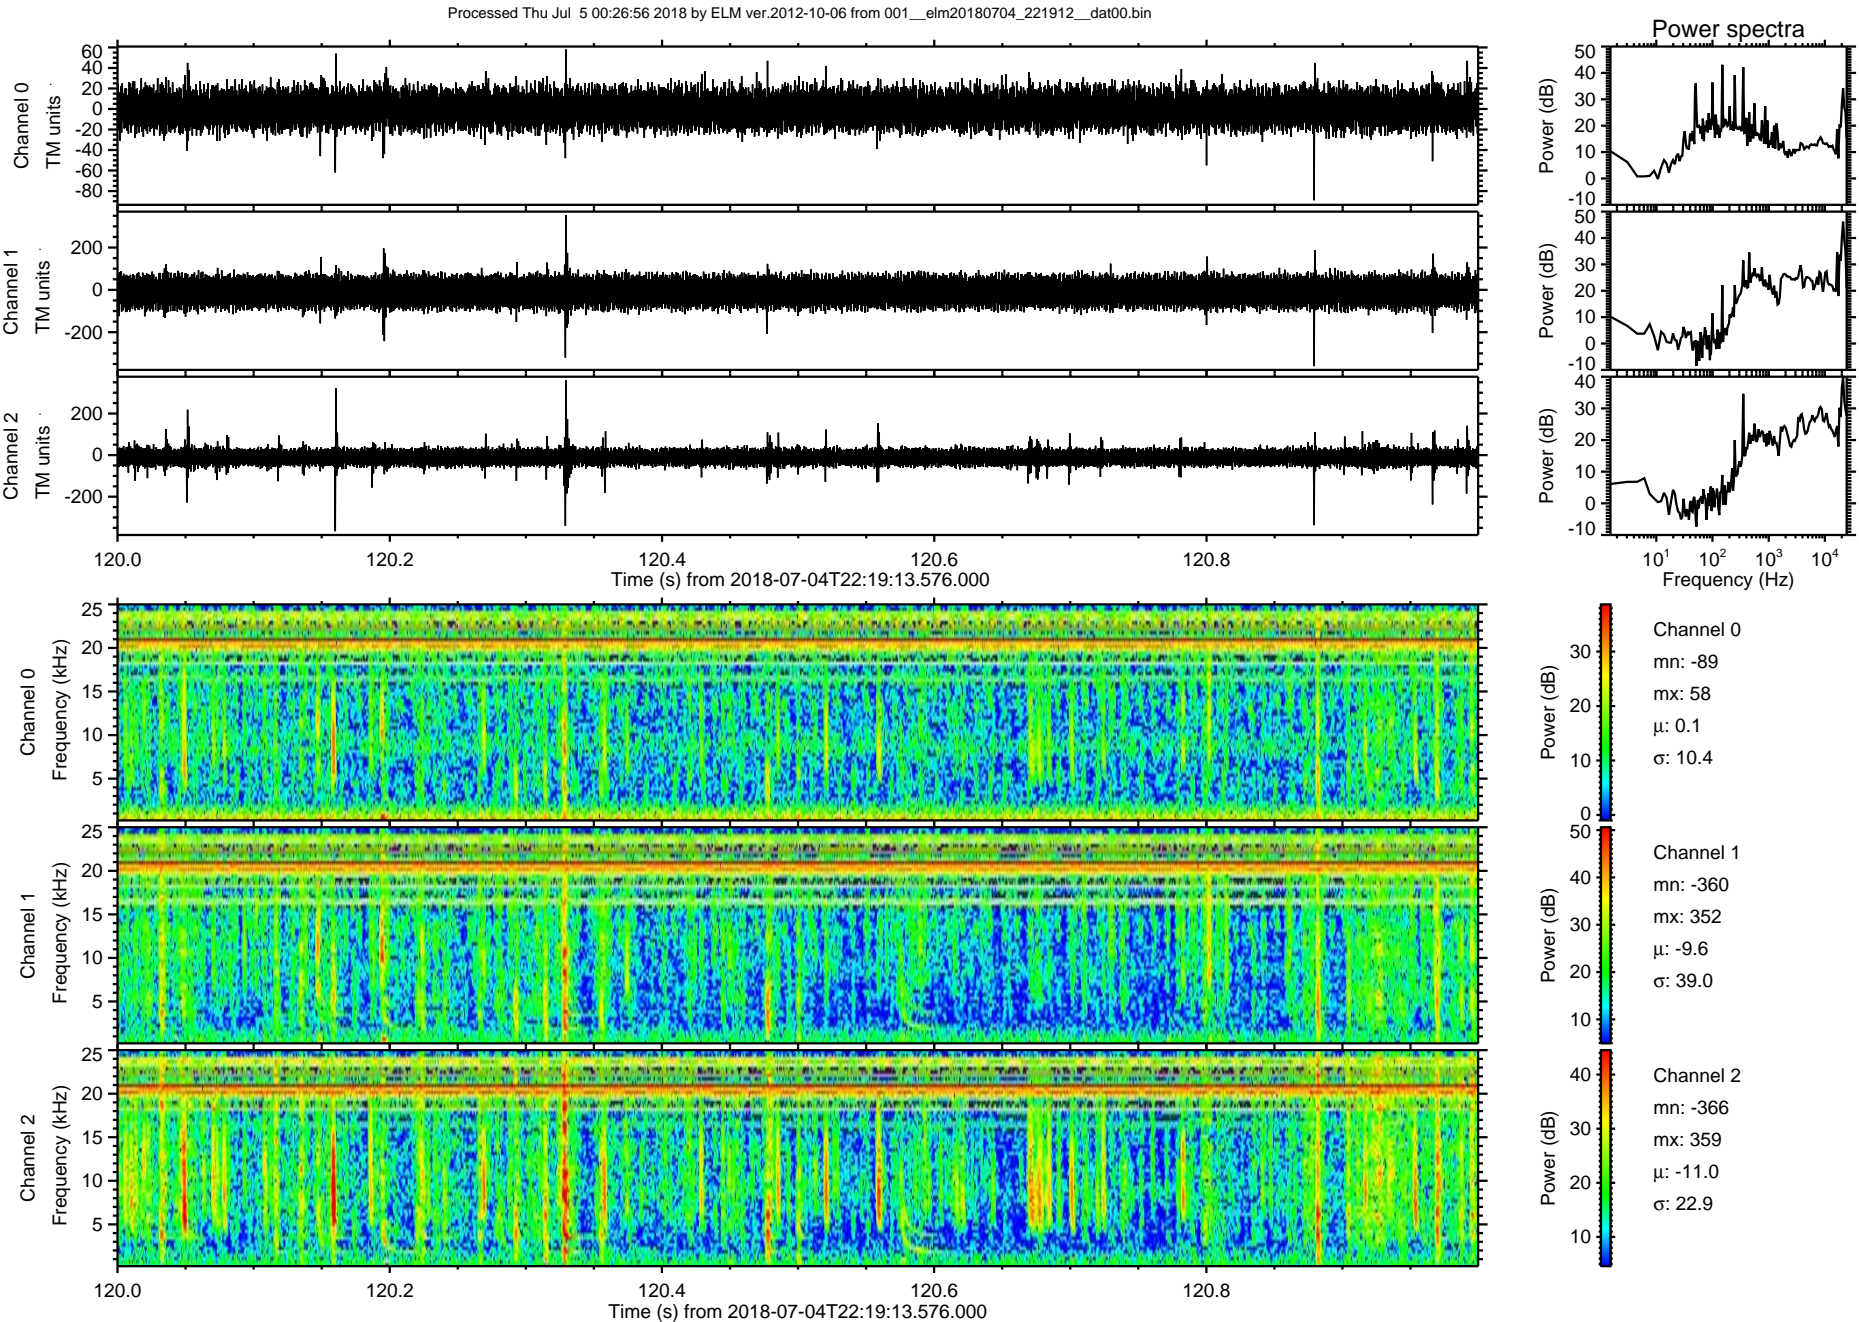 Processed Thu Jul  5 00:26:56 2018 by ELM ver.2012-10-06 from 001__elm20180704_221912__dat00.bin
Power spectra
Channel 0
TM units
60
40
20
0
-20
-40
-60
-80
Power (dB)
50
40
30
20
10
0
-10
Channel 1
TM units
200
0
-200
Power (dB)
50
40
30
20
10
0
-10
Channel 2
TM units
200
0
-200
Power (dB)
40
30
20
10
0
-10
120.0 120.2 120.4 120.6 120.8
Time (s) from 2018-07-04T22:19:13.576.000
10¹ 10² 10³ 10⁴
Frequency (Hz)
Channel 0
Frequency (kHz)
25
20
15
10
5
Power (dB)
30
20
10
0
Channel 0
mn: -89
mx: 58
μ: 0.1
σ: 10.4
Channel 1
Frequency (kHz)
25
20
15
10
5
Power (dB)
50
40
30
20
10
Channel 1
mn: -360
mx: 352
μ: -9.6
σ: 39.0
Channel 2
Frequency (kHz)
25
20
15
10
5
Power (dB)
40
30
20
10
Channel 2
mn: -366
mx: 359
μ: -11.0
σ: 22.9
120.0 120.2 120.4 120.6 120.8
Time (s) from 2018-07-04T22:19:13.576.000